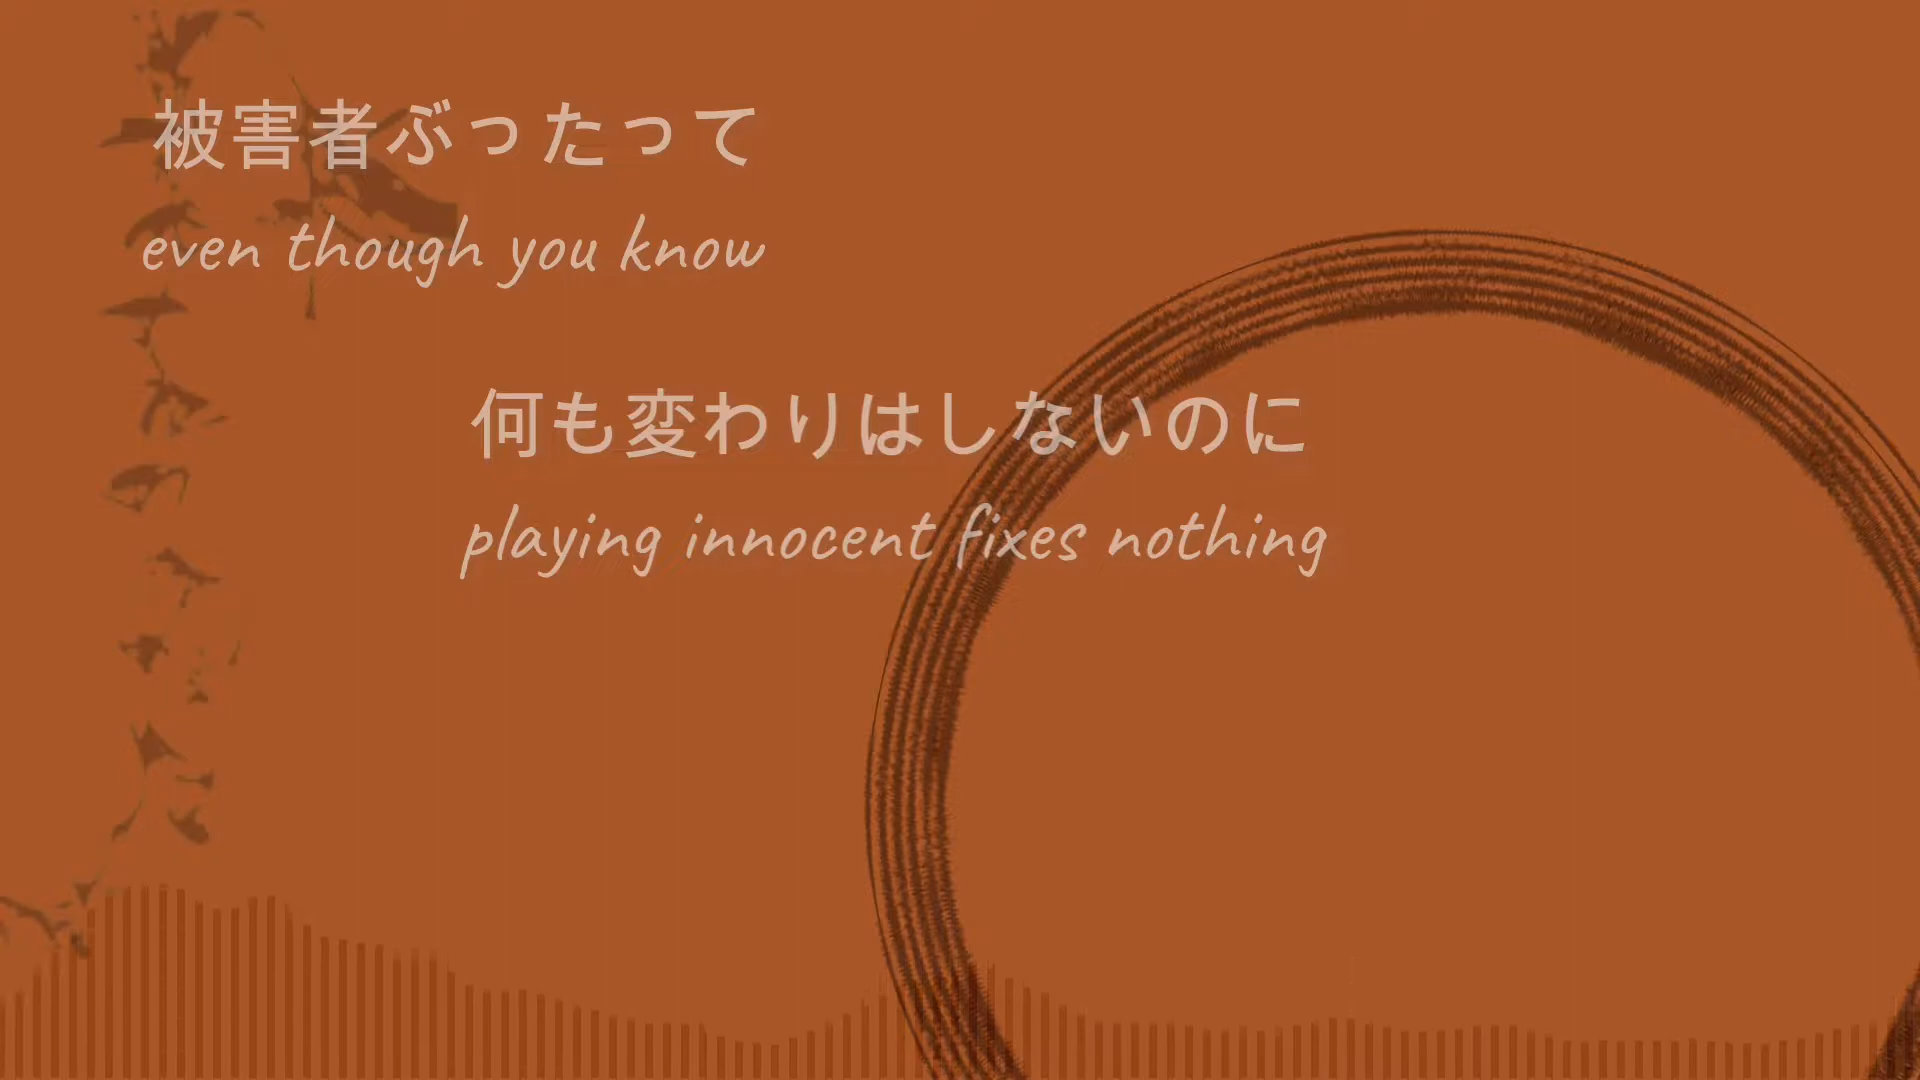 被害者ぶったって
even though you know
何も変わりはしないのに
playing innocent fixes nothing